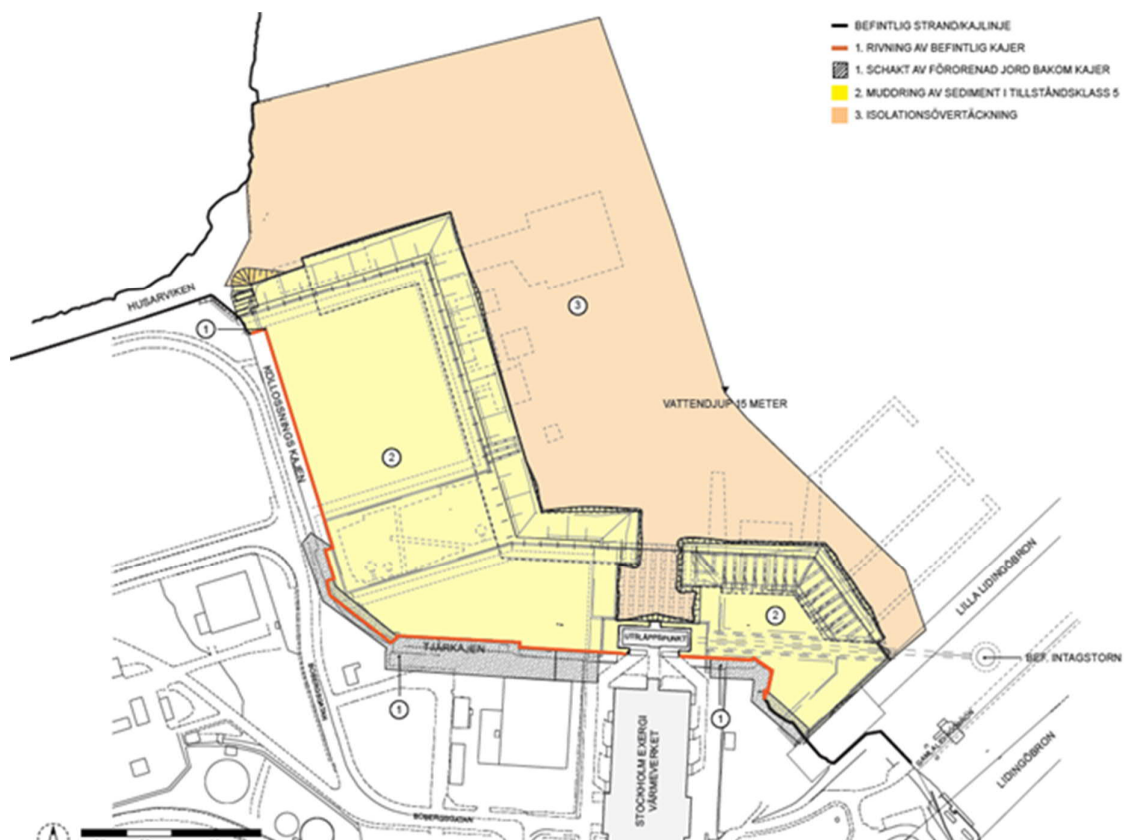 BEFINTLIG STRAND/KAJLINJE
1. RIVNING AV BEFINTLIG KAJER
1. SCHAKT AV FÖRORENAD JORD BAKOM KAJER
2. MUDDRING AV SEDIMENT I TILLSTÅNDSKLASS 5
3. ISOLATIONSÖVERTÄCKNING
HUSARVIKEN
1
3
KOLLOSSNINGSKAJEN
VATTENDJUP 15 METER
2
LILLA LIDINGÖBRON
2
UTSLÄPPSPUNKT
TJÄRKAJEN
BEF. INTAGSTORN
1
1
BOBERGSGATAN
STOCKHOLM EXERGI
VÄRMEVERKET
LIDINGÖBRON
BOBERGSGATAN